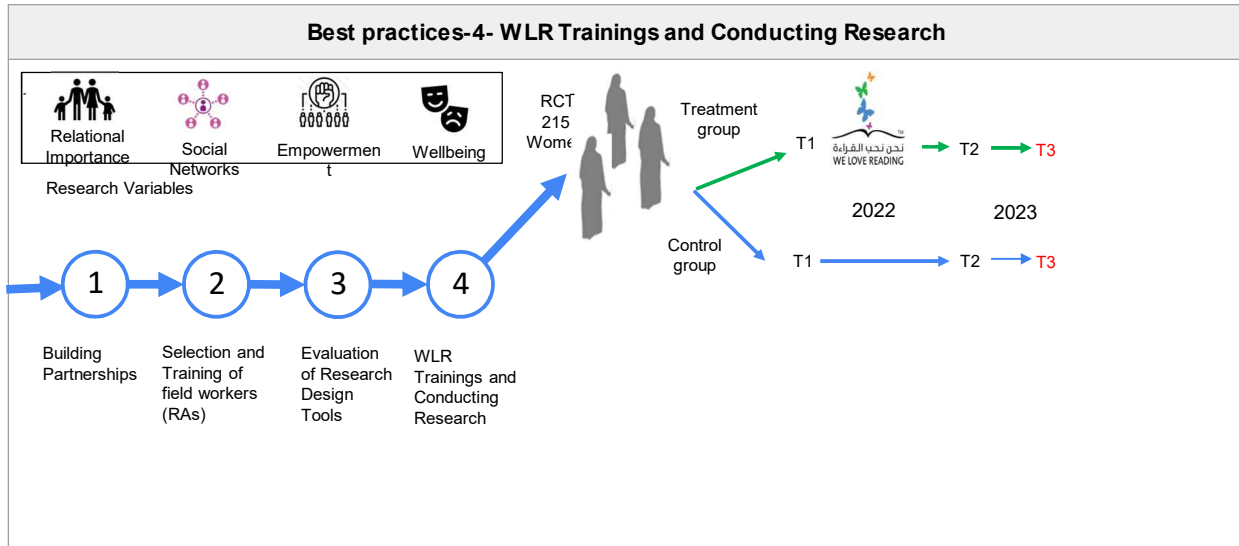 Best practices-4- WLR Trainings and Conducting Research
Relational
Importance
Social
Networks
Empowermen
t
Wellbeing
Research Variables
RCT
215
Women
Treatment
group
T1
نحن نحب القراءة
TM
WE LOVE READING
T2
T3
2022
2023
Control
group
T1
T2
T3
1
2
3
4
Building
Partnerships
Selection and
Training of
field workers
(RAs)
Evaluation
of Research
Design
Tools
WLR
Trainings and
Conducting
Research